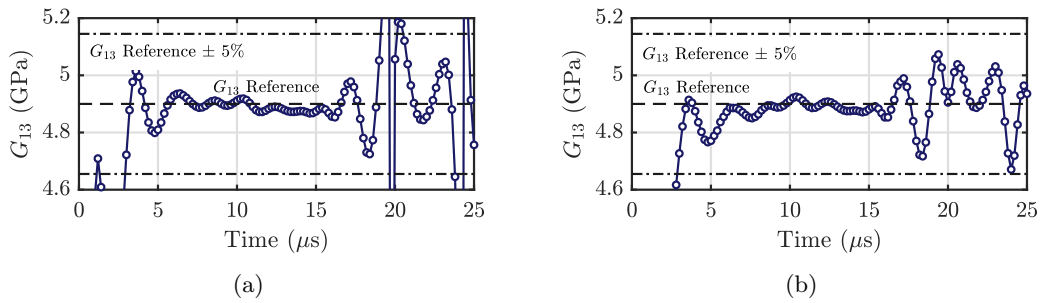 5.2
5
4.8
4.6
G₁₃ (GPa)
G₁₃ Reference ± 5%
G₁₃ Reference
0 5 10 15 20 25
Time (μs)
(a)
5.2
5
4.8
4.6
G₁₃ (GPa)
G₁₃ Reference ± 5%
G₁₃ Reference
0 5 10 15 20 25
Time (μs)
(b)